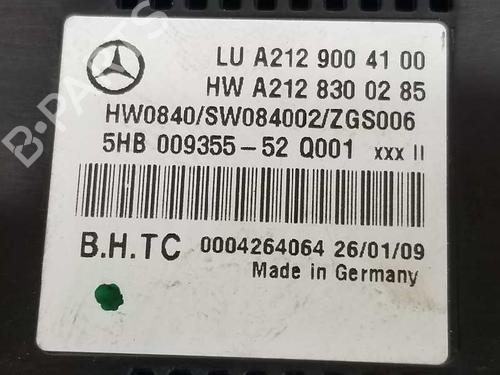 LU A212 900 41 00
HW A212 830 02 85
HW0840/SW084002/ZGS006
5HB 009355-52 Q001 xxx II
B.H.TC 0004264064 26/01/09
Made in Germany